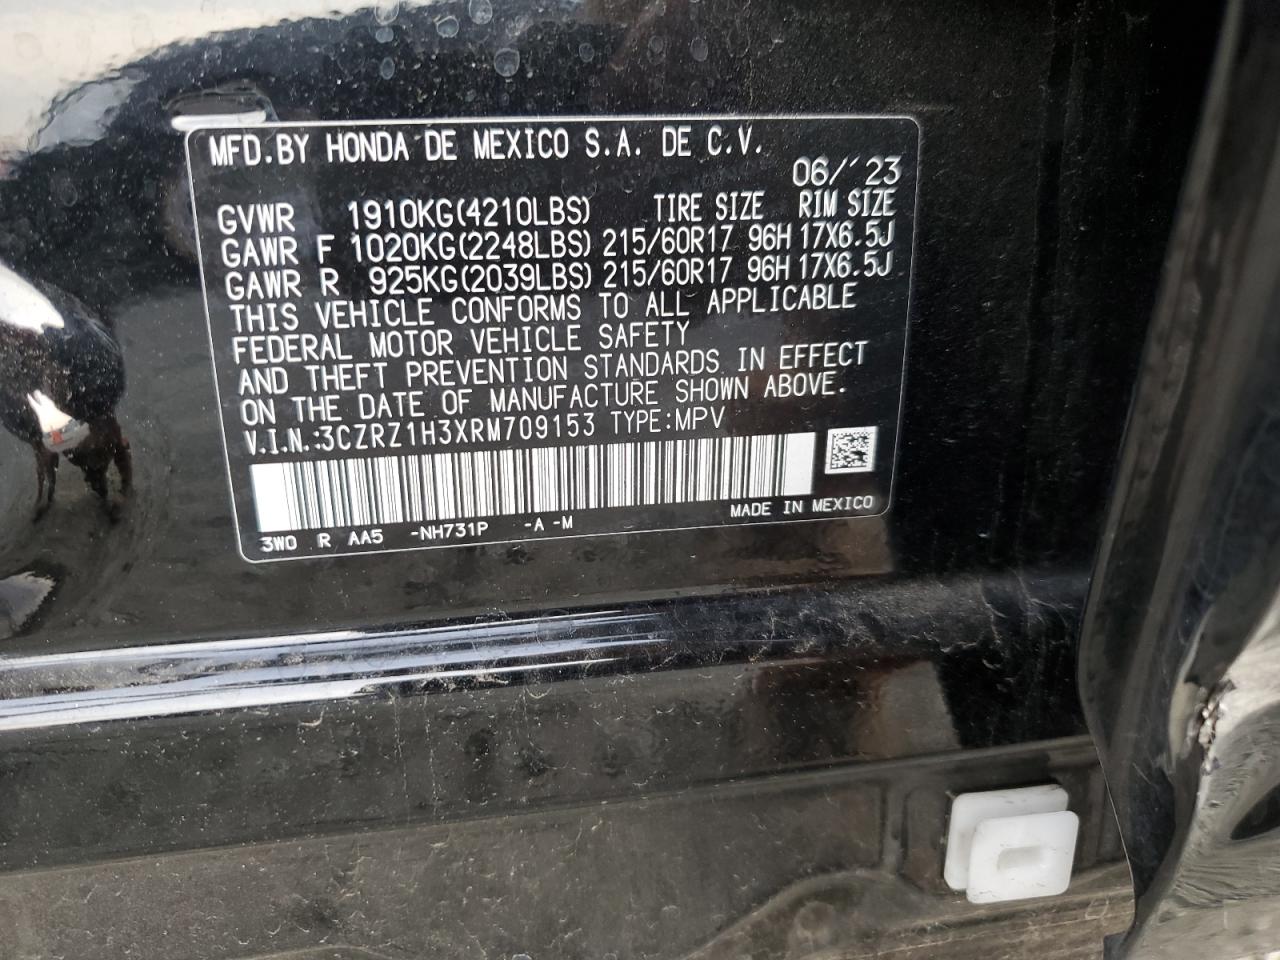 MFD.BY HONDA DE MEXICO S.A. DE C.V.
06/'23
GVWR 1910KG(4210LBS) TIRE SIZE RIM SIZE
GAWR F 1020KG(2248LBS) 215/60R17 96H 17X6.5J
GAWR R 925KG(2039LBS) 215/60R17 96H 17X6.5J
THIS VEHICLE CONFORMS TO ALL APPLICABLE
FEDERAL MOTOR VEHICLE SAFETY
AND THEFT PREVENTION STANDARDS IN EFFECT
ON THE DATE OF MANUFACTURE SHOWN ABOVE.
V.I.N.:3CZRZ1H3XRM709153 TYPE:MPV
3W0 R AA5 -NH731P -A -M MADE IN MEXICO